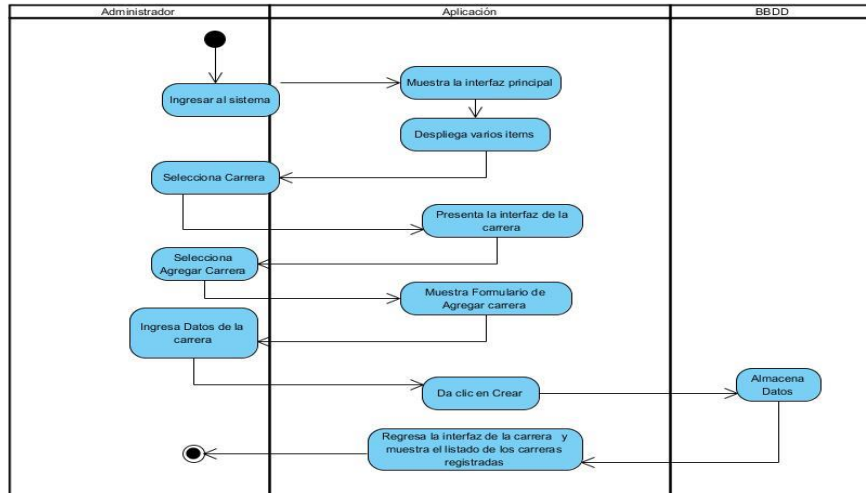 Administrador
Aplicación
BBDD
Ingresar al sistema
Muestra la interfaz principal
Despliega varios items
Selecciona Carrera
Presenta la interfaz de la
carrera
Selecciona
Agregar Carrera
Muestra Formulario de
Agregar carrera
Ingresa Datos de la
carrera
Da clic en Crear
Almacena
Datos
Regresa la interfaz de la carrera y
muestra el listado de los carreras
registradas